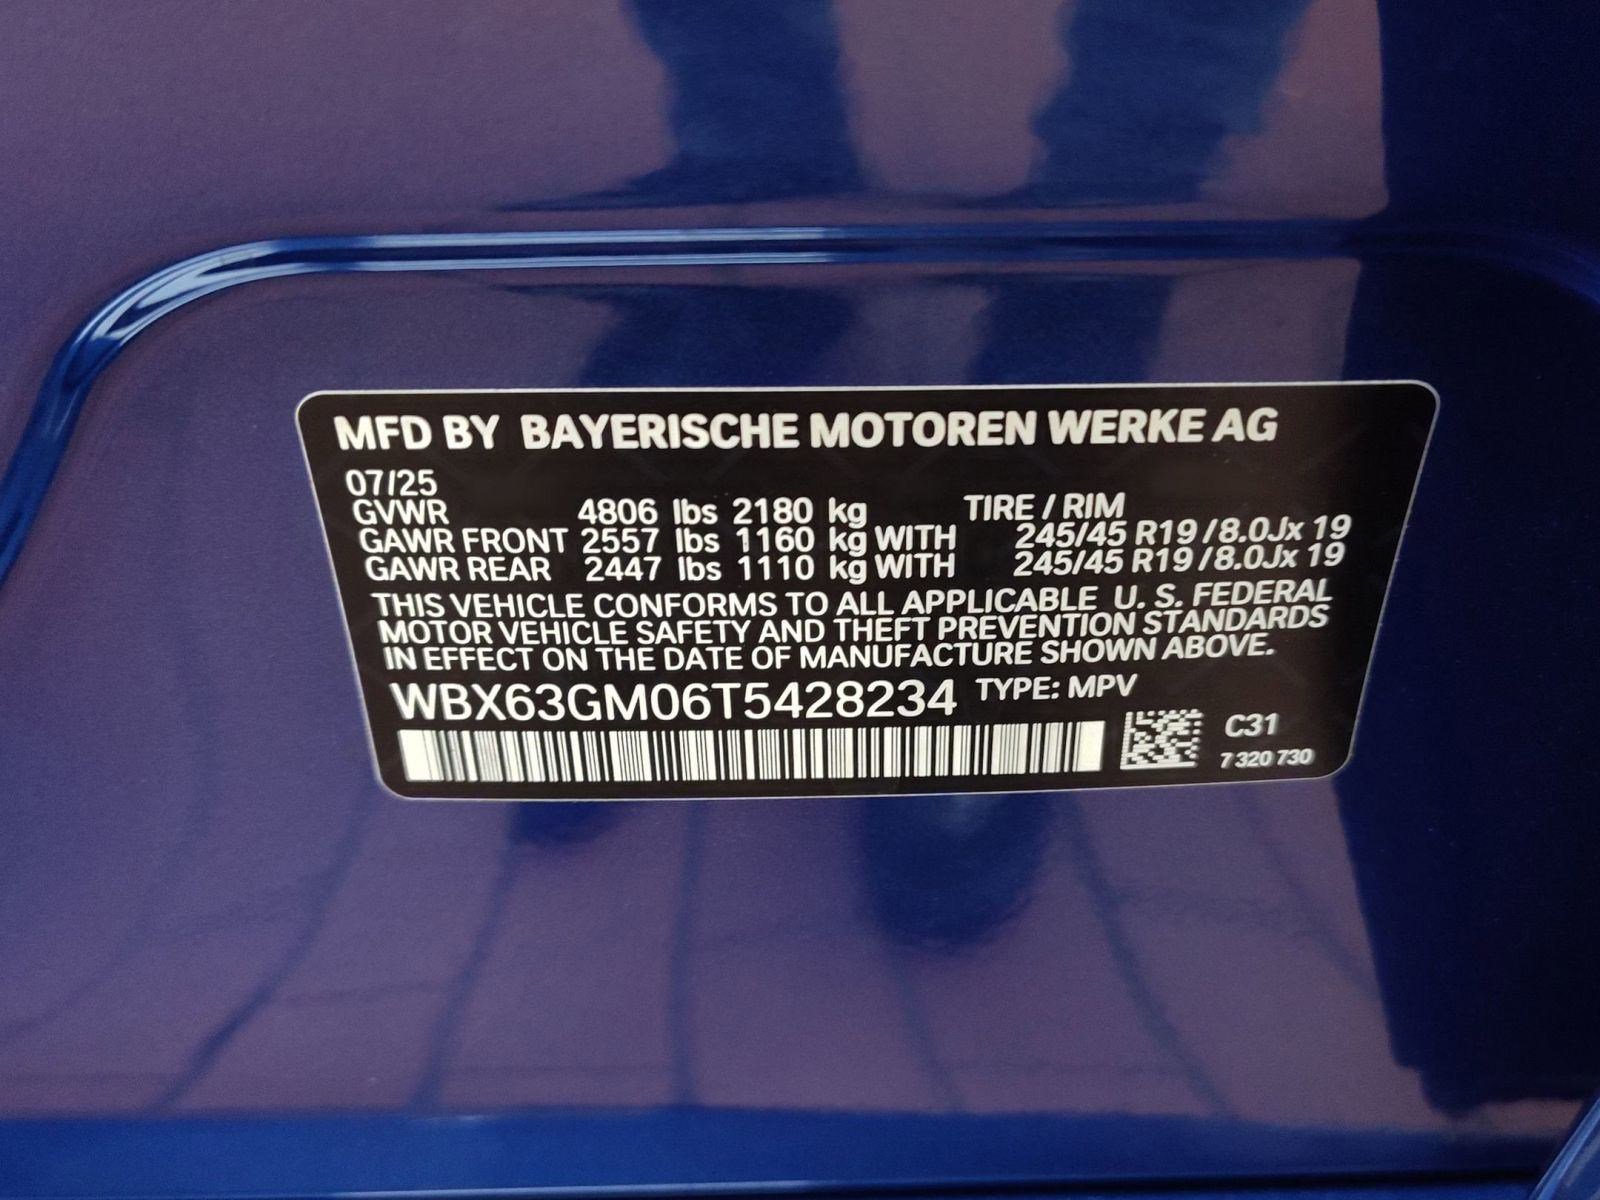 MFD BY BAYERISCHE MOTOREN WERKE AG
07/25
GVWR 4806 lbs 2180 kg TIRE / RIM
GAWR FRONT 2557 lbs 1160 kg WITH 245/45 R19 / 8.0Jx 19
GAWR REAR 2447 lbs 1110 kg WITH 245/45 R19 / 8.0Jx 19
THIS VEHICLE CONFORMS TO ALL APPLICABLE U. S. FEDERAL
MOTOR VEHICLE SAFETY AND THEFT PREVENTION STANDARDS
IN EFFECT ON THE DATE OF MANUFACTURE SHOWN ABOVE.
WBX63GM06T5428234 TYPE: MPV
C31
7 320 730